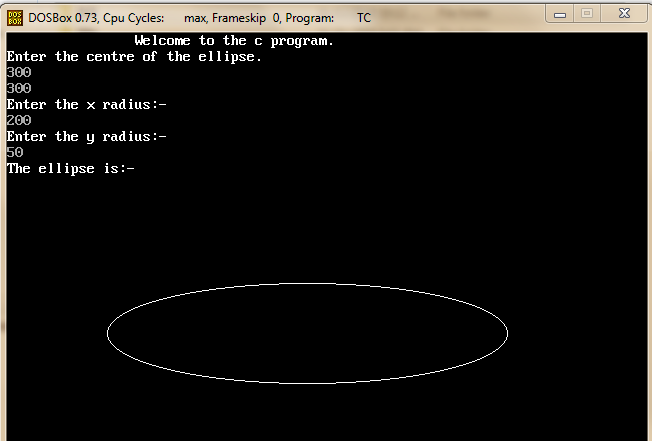 DOSBox 0.73, Cpu Cycles: max, Frameskip 0, Program: TC
Welcome to the c program.
Enter the centre of the ellipse.
300
300
Enter the x radius:-
200
Enter the y radius:-
50
The ellipse is:-